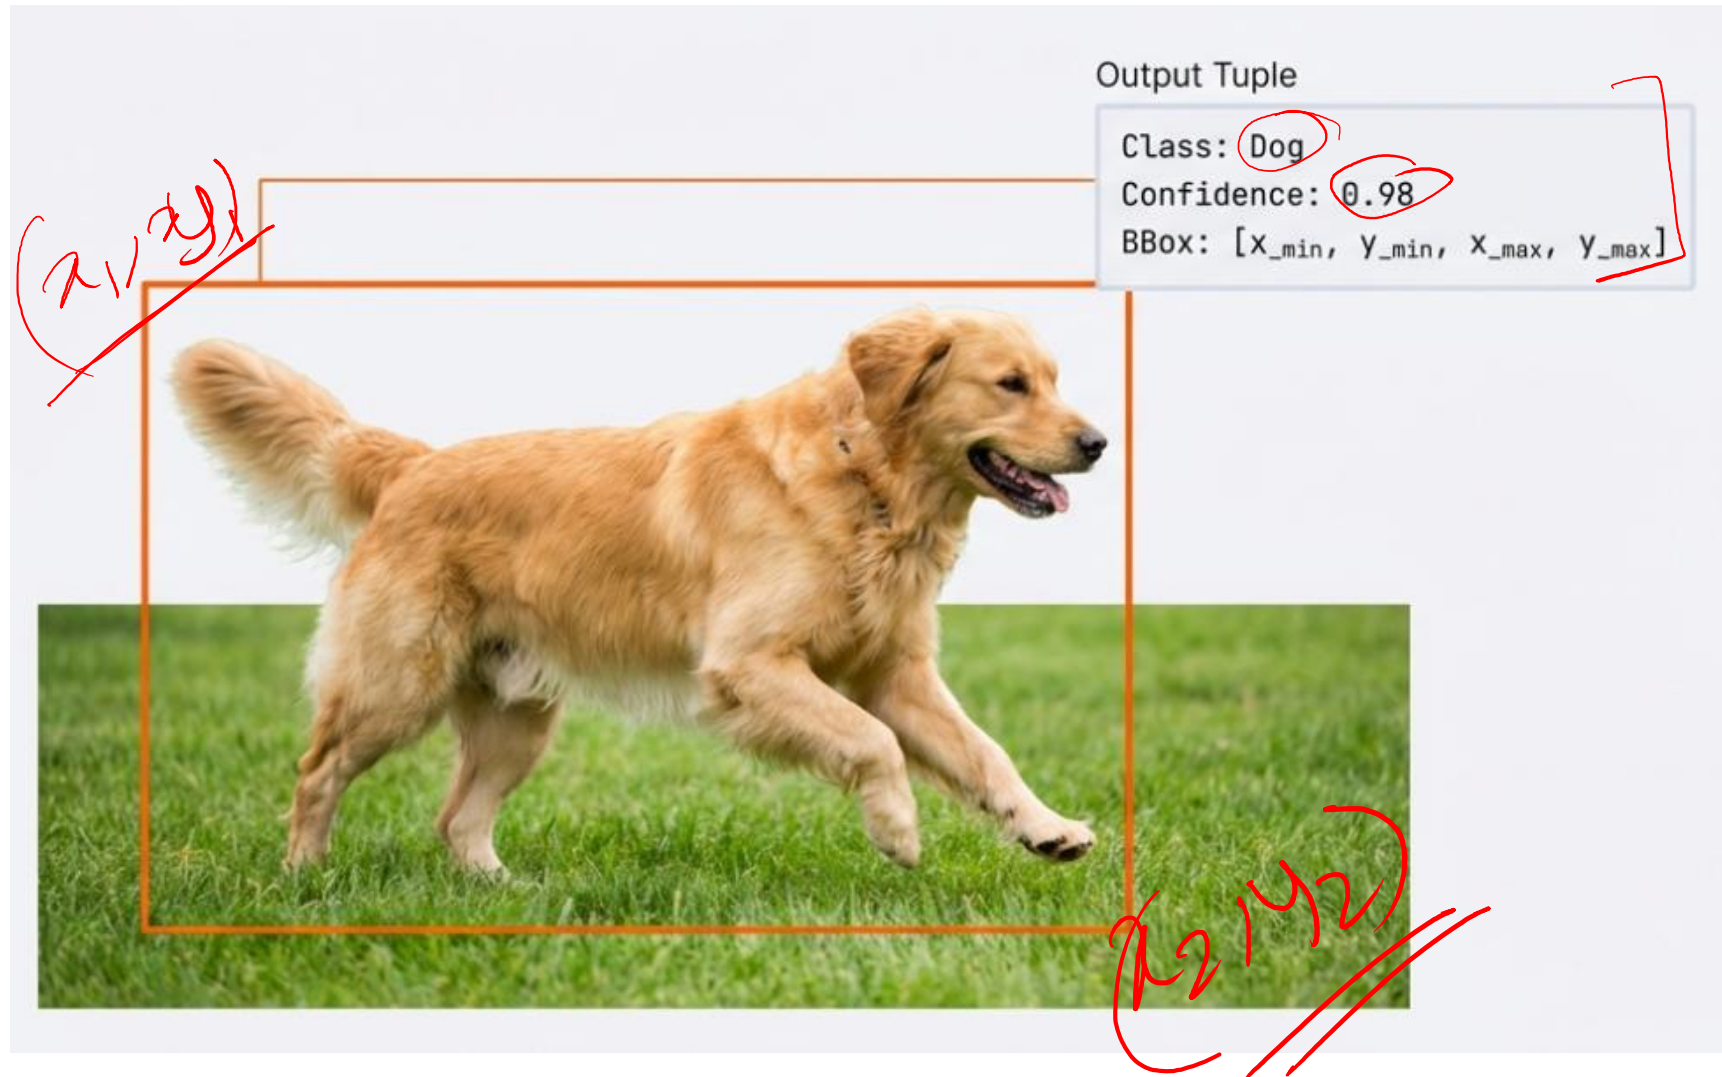 Output Tuple
Class: Dog
Confidence: 0.98
BBox: [x_min, y_min, x_max, y_max]
(x1, y1)
(x2, y2)